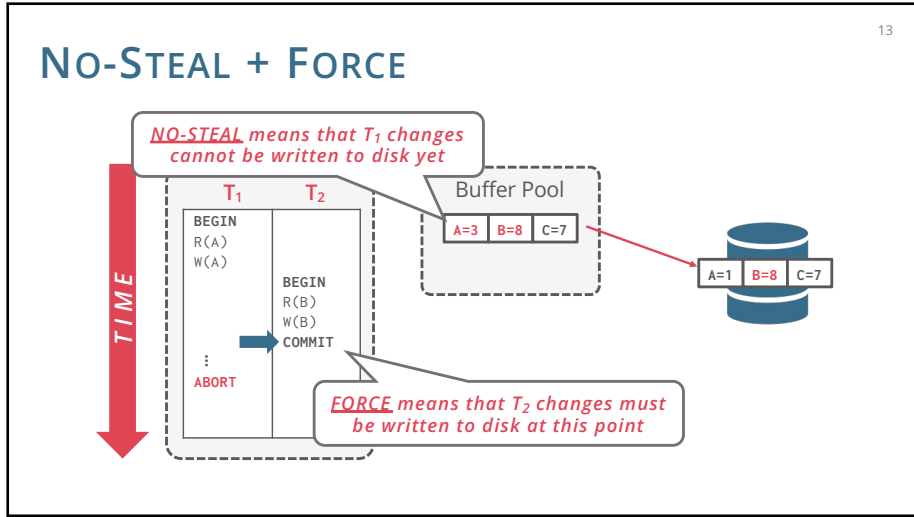 13
NO-STEAL + FORCE
NO-STEAL means that T1 changes
cannot be written to disk yet
T1 T2
BEGIN
R(A)
W(A)
BEGIN
R(B)
W(B)
COMMIT
⋮
ABORT
TIME
Buffer Pool
A=3 B=8 C=7
A=1 B=8 C=7
FORCE means that T2 changes must
be written to disk at this point